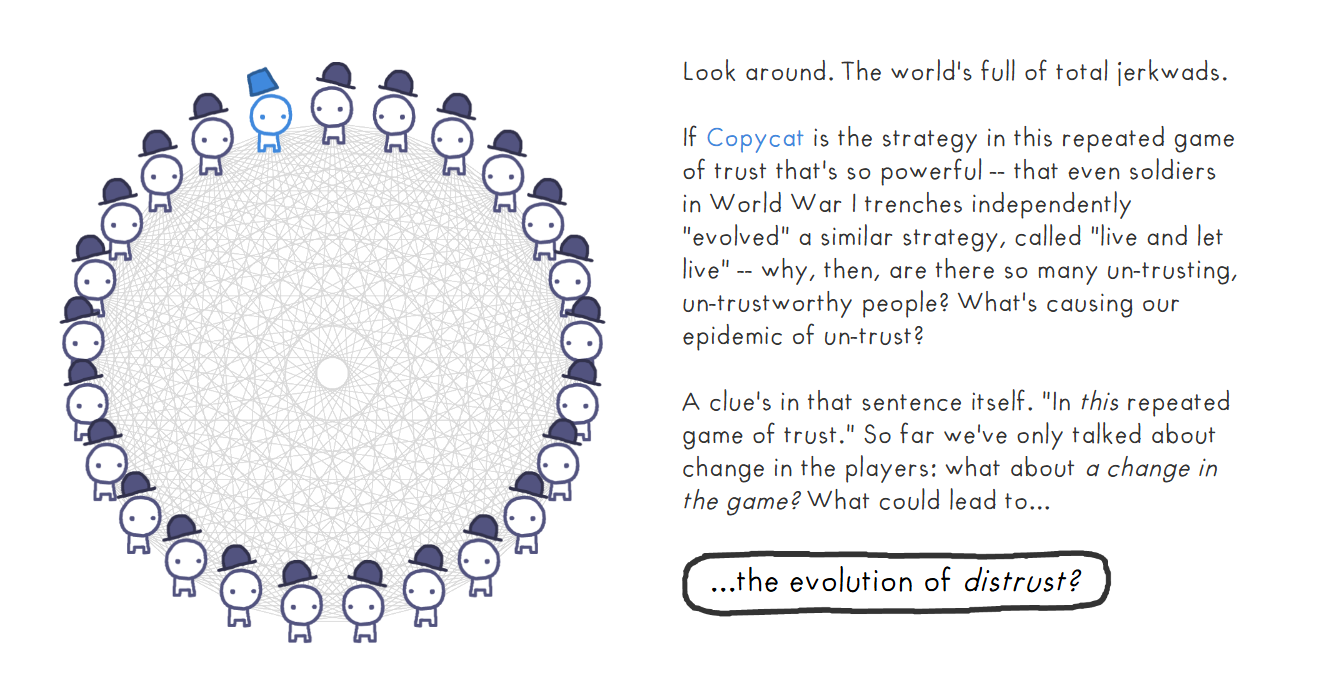 Look around. The world's full of total jerkwads.
If Copycat is the strategy in this repeated game
of trust that's so powerful -- that even soldiers
in World War I trenches independently
"evolved" a similar strategy, called "live and let
live" -- why, then, are there so many un-trusting,
un-trustworthy people? What's causing our
epidemic of un-trust?
A clue's in that sentence itself. "In this repeated
game of trust." So far we've only talked about
change in the players: what about a change in
the game? What could lead to...
...the evolution of distrust?